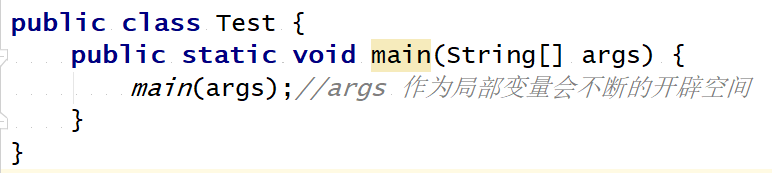 public class Test {
public static void main(String[] args) {
main(args);//args 作为局部变量会不断的开辟空间
}
}